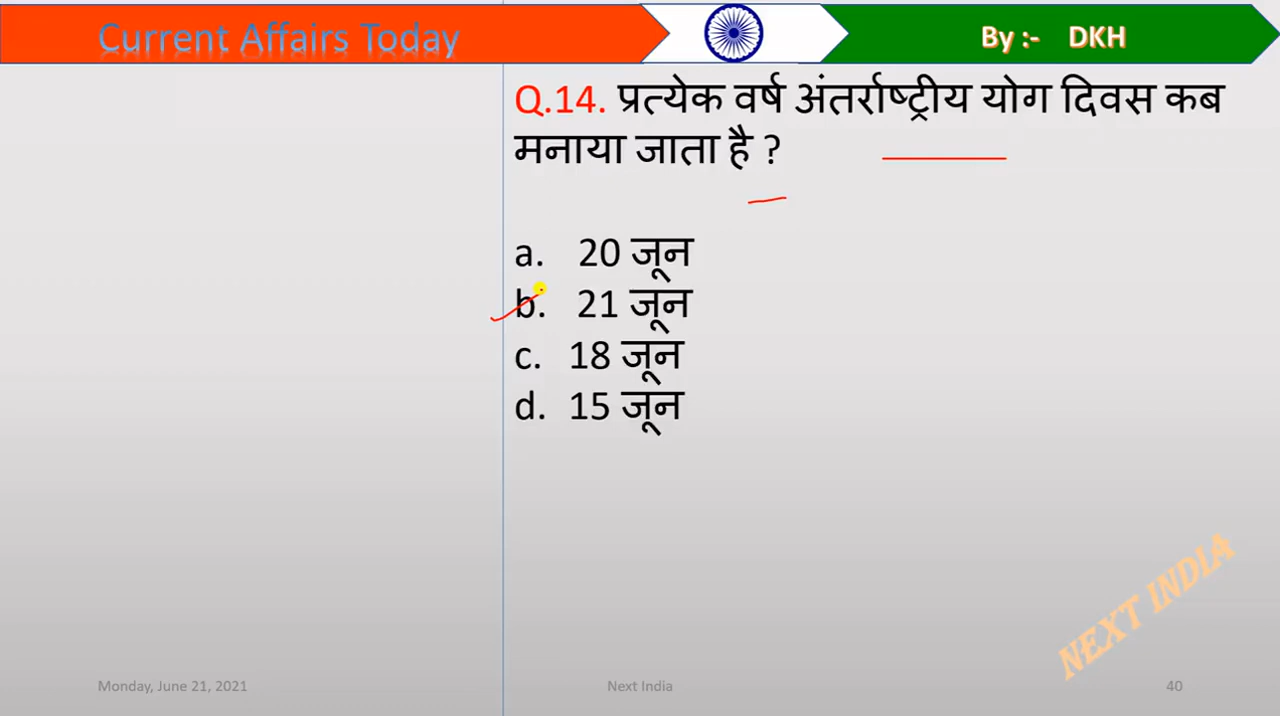 Current Affairs Today
By :- DKH
Q.14. प्रत्येक वर्ष अंतर्राष्ट्रीय योग दिवस कब
मनाया जाता है ?
a. 20 जून
b. 21 जून
c. 18 जून
d. 15 जून
NEXT INDIA
Monday, June 21, 2021
Next India
40